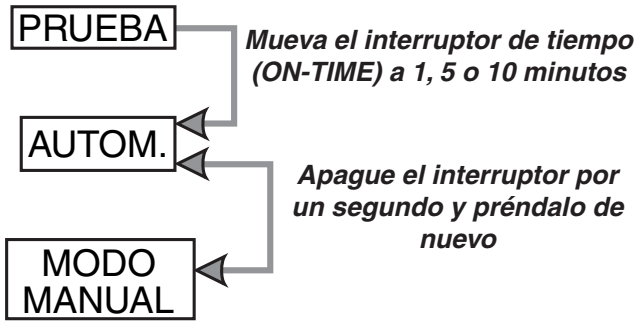 PRUEBA
Mueva el interruptor de tiempo
(ON-TIME) a 1, 5 o 10 minutos
AUTOM.
Apague el interruptor por
un segundo y préndalo de
nuevo
MODO
MANUAL